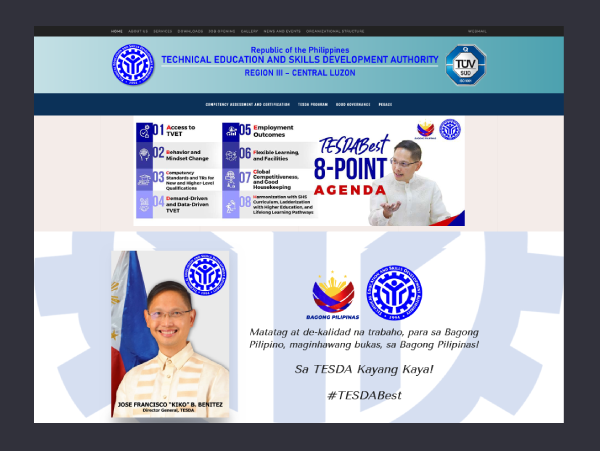 HOME ABOUT US SERVICES DOWNLOADS JOB OPENING GALLERY NEWS AND EVENTS ORGANIZATIONAL STRUCTURE WEBMAIL
Republic of the Philippines
TECHNICAL EDUCATION AND SKILLS DEVELOPMENT AUTHORITY
REGION III – CENTRAL LUZON
TÜV
SUD
COMPETENCY ASSESSMENT AND CERTIFICATION TESDA PROGRAM GOOD GOVERNANCE
01 Access to
TVET
02 Behavior and
Mindset Change
03 Competency
Standards and TRs for
New and Higher Level
Qualifications
04 Demand-Driven
and Data-Driven
TVET
05 Employment
Outcomes
06 Flexible Learning,
and Facilities
07 Global
Competitiveness,
and Good
Housekeeping
08 Harmonization with SHS
Curriculum, Ladderization
with Higher Education, and
Lifelong Learning Pathways
TESDABest
8-POINT
AGENDA
JOSE FRANCISCO "KIKO" B. BENITEZ
Director General, TESDA
BAGONG PILIPINAS
1994
Matatag at de-kalidad na trabaho, para sa Bagong
Pilipino, maginhawang bukas, sa Bagong Pilipinas!
Sa TESDA Kayang Kaya!
#TESDABest